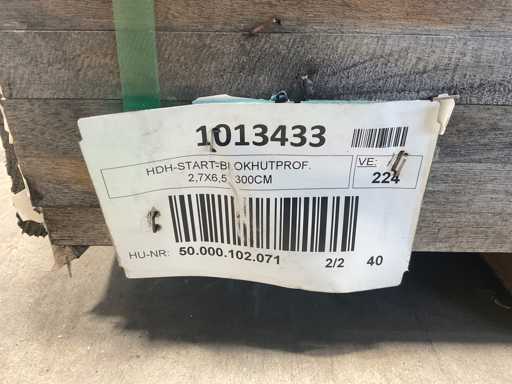 1013433
HDH-START-BLOKHUTPROF.
2,7X6,5 300CM
VE:
224
HU-NR: 50.000.102.071
2/2 40